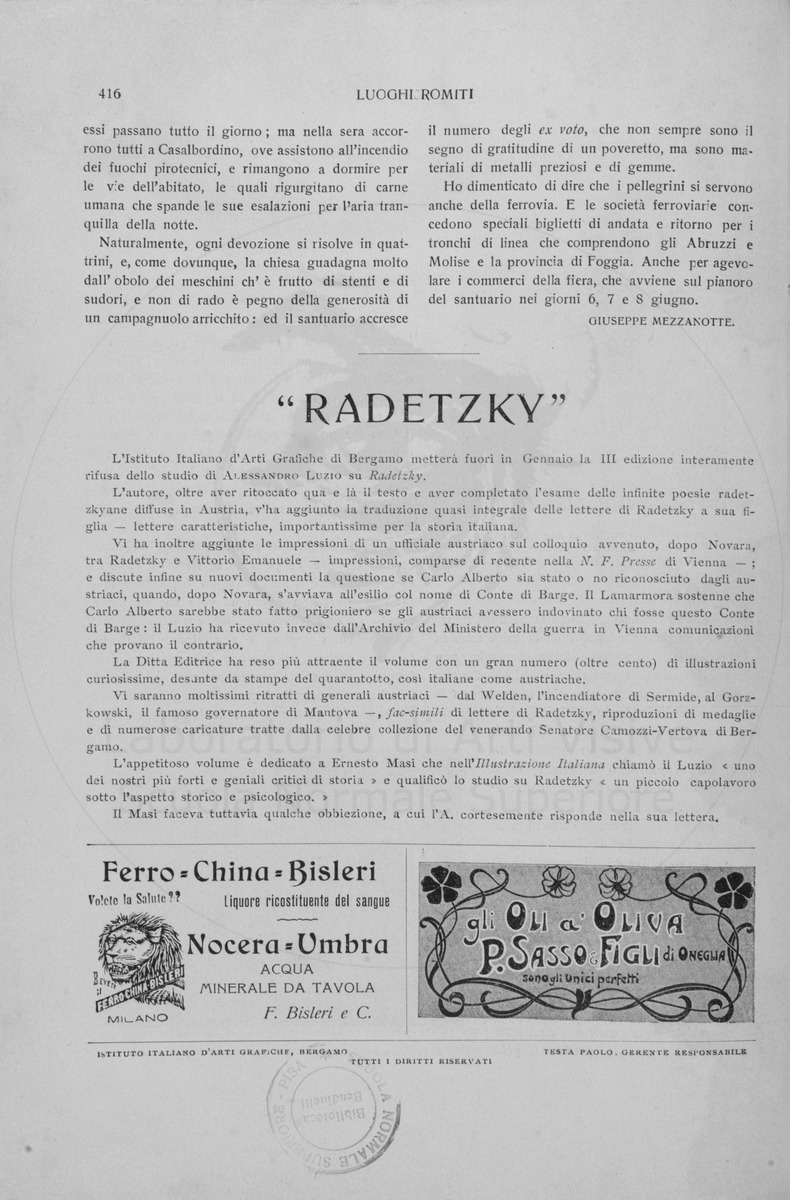 416
LUOGHI ROMITI
essi passano tutto il giorno ; ma nella sera accor-
rono tutti a Casalbordino, ove assistono all'incendio
dei fuochi pirotecnici, e rimangono a dormire per
le vie dell'abitato, le quali rigurgitano di carne
umana che spande le sue esalazioni per l'aria tran-
quilla della notte.
Naturalmente, ogni devozione si risolve in quat-
trini, e, come dovunque, la chiesa guadagna molto
dall' obolo dei meschini ch' è frutto di stenti e di
sudori, e non di rado è pegno della generosità di
un campagnuolo arricchito : ed il santuario accresce
il numero degli ex voto, che non sempre sono il
segno di gratitudine di un poveretto, ma sono ma-
teriali di metalli preziosi e di gemme.
Ho dimenticato di dire che i pellegrini si servono
anche della ferrovia. E le società ferroviarie con-
cedono speciali biglietti di andata e ritorno per i
tronchi di linea che comprendono gli Abruzzi e
Molise e la provincia di Foggia. Anche per agevo-
lare i commerci della fiera, che avviene sul pianoro
del santuario nei giorni 6, 7 e 8 giugno.
GIUSEPPE MEZZANOTTE.
“RADETZKY”
L'Istituto Italiano d'Arti Grafiche di Bergamo metterà fuori in Gennaio la III edizione interamente
rifusa dello studio di ALESSANDRO LUZIO su Radetzky.
L'autore, oltre aver ritoccato qua e là il testo e aver completato l'esame delle infinite poesie radet-
zkyane diffuse in Austria, v'ha aggiunto la traduzione quasi integrale delle lettere di Radetzky a sua fi-
glia — lettere caratteristiche, importantissime per la storia italiana.
Vi ha inoltre aggiunte le impressioni di un ufficiale austriaco sul colloquio avvenuto, dopo Novara,
tra Radetzky e Vittorio Emanuele — impressioni, comparse di recente nella N. F. Presse di Vienna — ;
e discute infine su nuovi documenti la questione se Carlo Alberto sia stato o no riconosciuto dagli au-
striaci, quando, dopo Novara, s'avviava all'esilio col nome di Conte di Barge. Il Lamarmora sostenne che
Carlo Alberto sarebbe stato fatto prigioniero se gli austriaci avessero indovinato chi fosse questo Conte
di Barge : il Luzio ha ricevuto invece dall'Archivio del Ministero della guerra in Vienna comunicazioni
che provano il contrario.
La Ditta Editrice ha reso più attraente il volume con un gran numero (oltre cento) di illustrazioni
curiosissime, desunte da stampe del quarantotto, così italiane come austriache.
Vi saranno moltissimi ritratti di generali austriaci — dal Welden, l'incendiatore di Sermide, al Gorz-
kowski, il famoso governatore di Mantova —, fac-simili di lettere di Radetzky, riproduzioni di medaglie
e di numerose caricature tratte dalla celebre collezione del venerando Senatore Camozzi-Vertova di Ber-
gamo.
L'appetitoso volume è dedicato a Ernesto Masi che nell'Illustrazione Italiana chiamò il Luzio « uno
dei nostri più forti e geniali critici di storia » e qualificò lo studio su Radetzky « un piccolo capolavoro
sotto l'aspetto storico e psicologico. »
Il Masi faceva tuttavia qualche obbiezione, a cui l'A. cortesemente risponde nella sua lettera.
Ferro=China=Bisleri
Volete la Salute??
Liquore ricostituente del sangue
Nocera=Umbra
ACQUA
MINERALE DA TAVOLA
F. Bisleri e C.
Bevete
il
FERRO CHINA BISLERI
MILANO
gli OLI d' OLIVA
P. SASSO e FIGLI di ONEGLIA
sono gli Unici perfetti
ISTITUTO ITALIANO D'ARTI GRAFICHE, BERGAMO
TUTTI I DIRITTI RISERVATI
TESTA PAOLO, GERENTE RESPONSABILE
SCUOLA NORMALE SUPERIORE - PISA
Biblioteca
Bendinelli